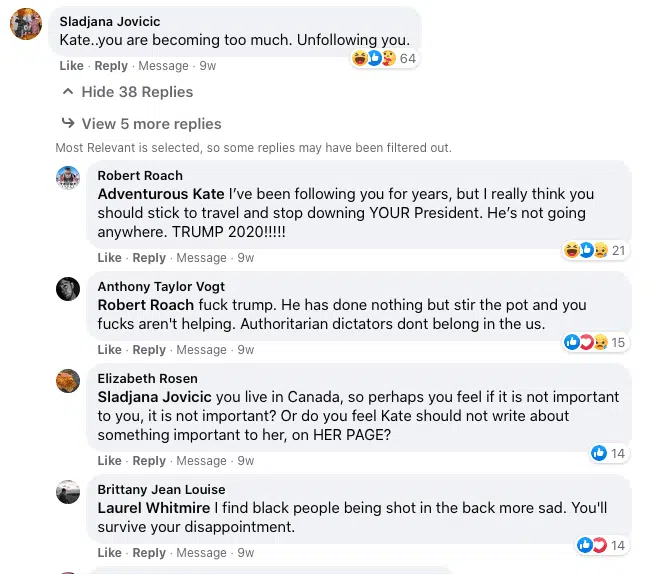 Sladjana Jovicic
Kate..you are becoming too much. Unfollowing you.
64
Like · Reply · Message · 9w
Hide 38 Replies
View 5 more replies
Most Relevant is selected, so some replies may have been filtered out.
Robert Roach
Adventurous Kate I've been following you for years, but I really think you
should stick to travel and stop downing YOUR President. He's not going
anywhere. TRUMP 2020!!!!!
21
Like · Reply · Message · 9w
Anthony Taylor Vogt
Robert Roach fuck trump. He has done nothing but stir the pot and you
fucks aren't helping. Authoritarian dictators dont belong in the us.
15
Like · Reply · Message · 9w
Elizabeth Rosen
Sladjana Jovicic you live in Canada, so perhaps you feel if it is not important
to you, it is not important? Or do you feel Kate should not write about
something important to her, on HER PAGE?
14
Like · Reply · Message · 9w
Brittany Jean Louise
Laurel Whitmire I find black people being shot in the back more sad. You'll
survive your disappointment.
14
Like · Reply · Message · 9w